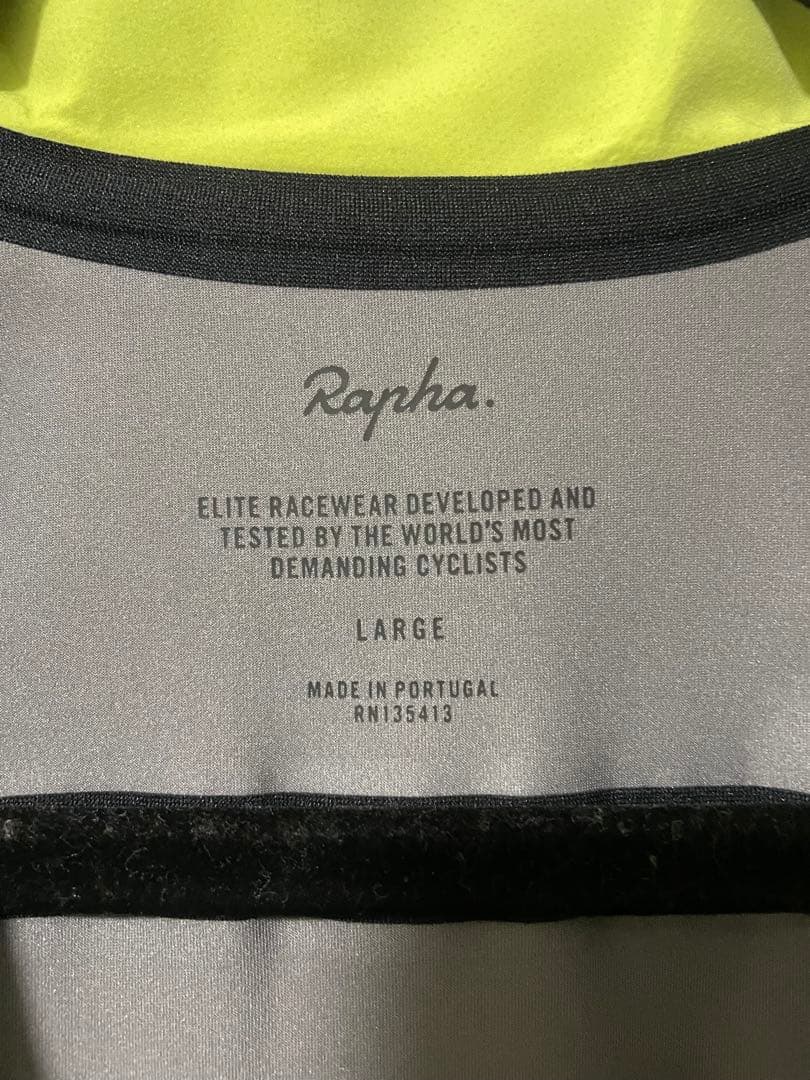 Rapha.
ELITE RACEWEAR DEVELOPED AND
TESTED BY THE WORLD'S MOST
DEMANDING CYCLISTS
LARGE
MADE IN PORTUGAL
RN135413